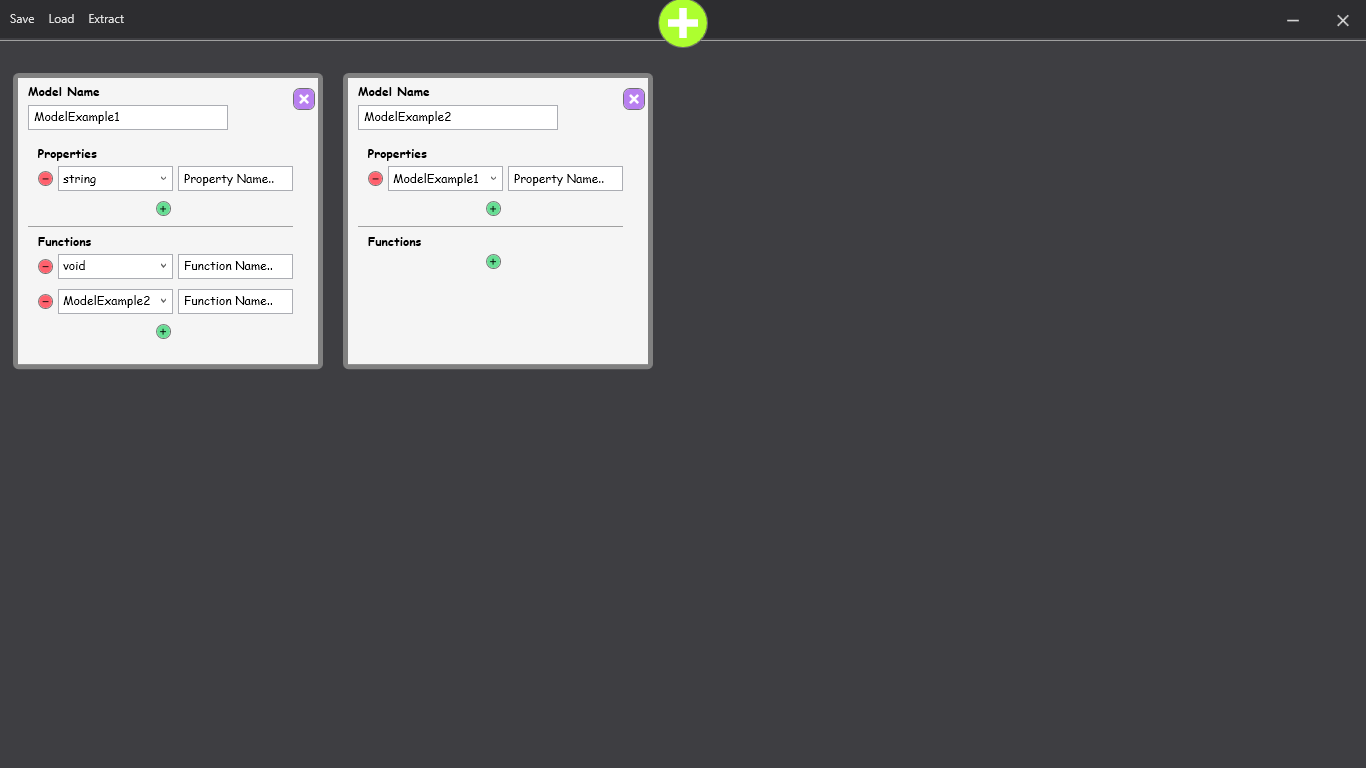 Save Load Extract
Model Name
ModelExample1
Properties
string Property Name..
Functions
void Function Name..
ModelExample2 Function Name..
Model Name
ModelExample2
Properties
ModelExample1 Property Name..
Functions